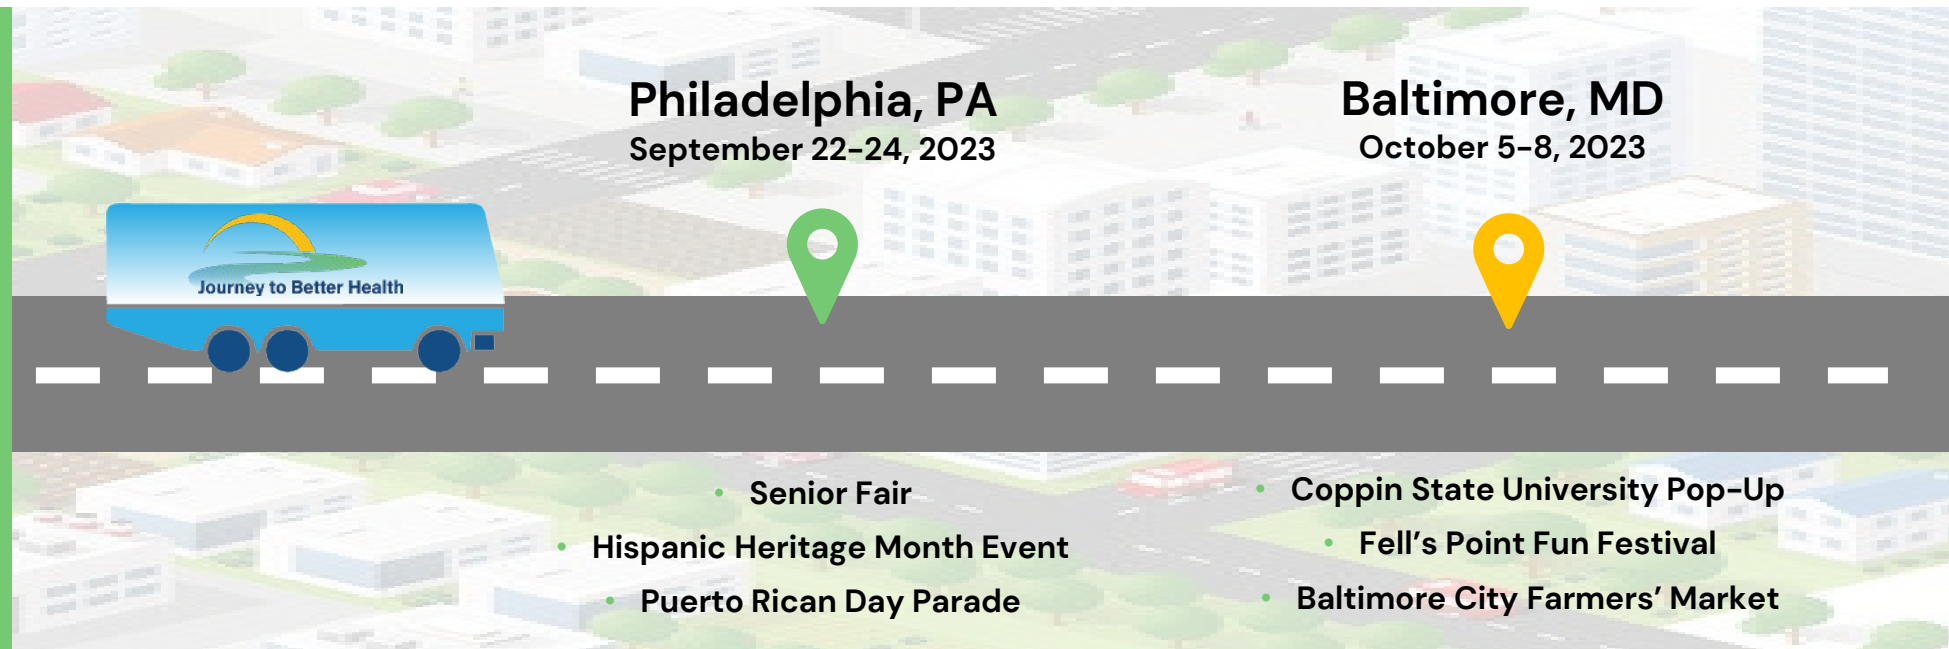 Philadelphia, PA
September 22-24, 2023
Baltimore, MD
October 5-8, 2023
Journey to Better Health
• Senior Fair
• Hispanic Heritage Month Event
• Puerto Rican Day Parade
• Coppin State University Pop-Up
• Fell’s Point Fun Festival
• Baltimore City Farmers’ Market